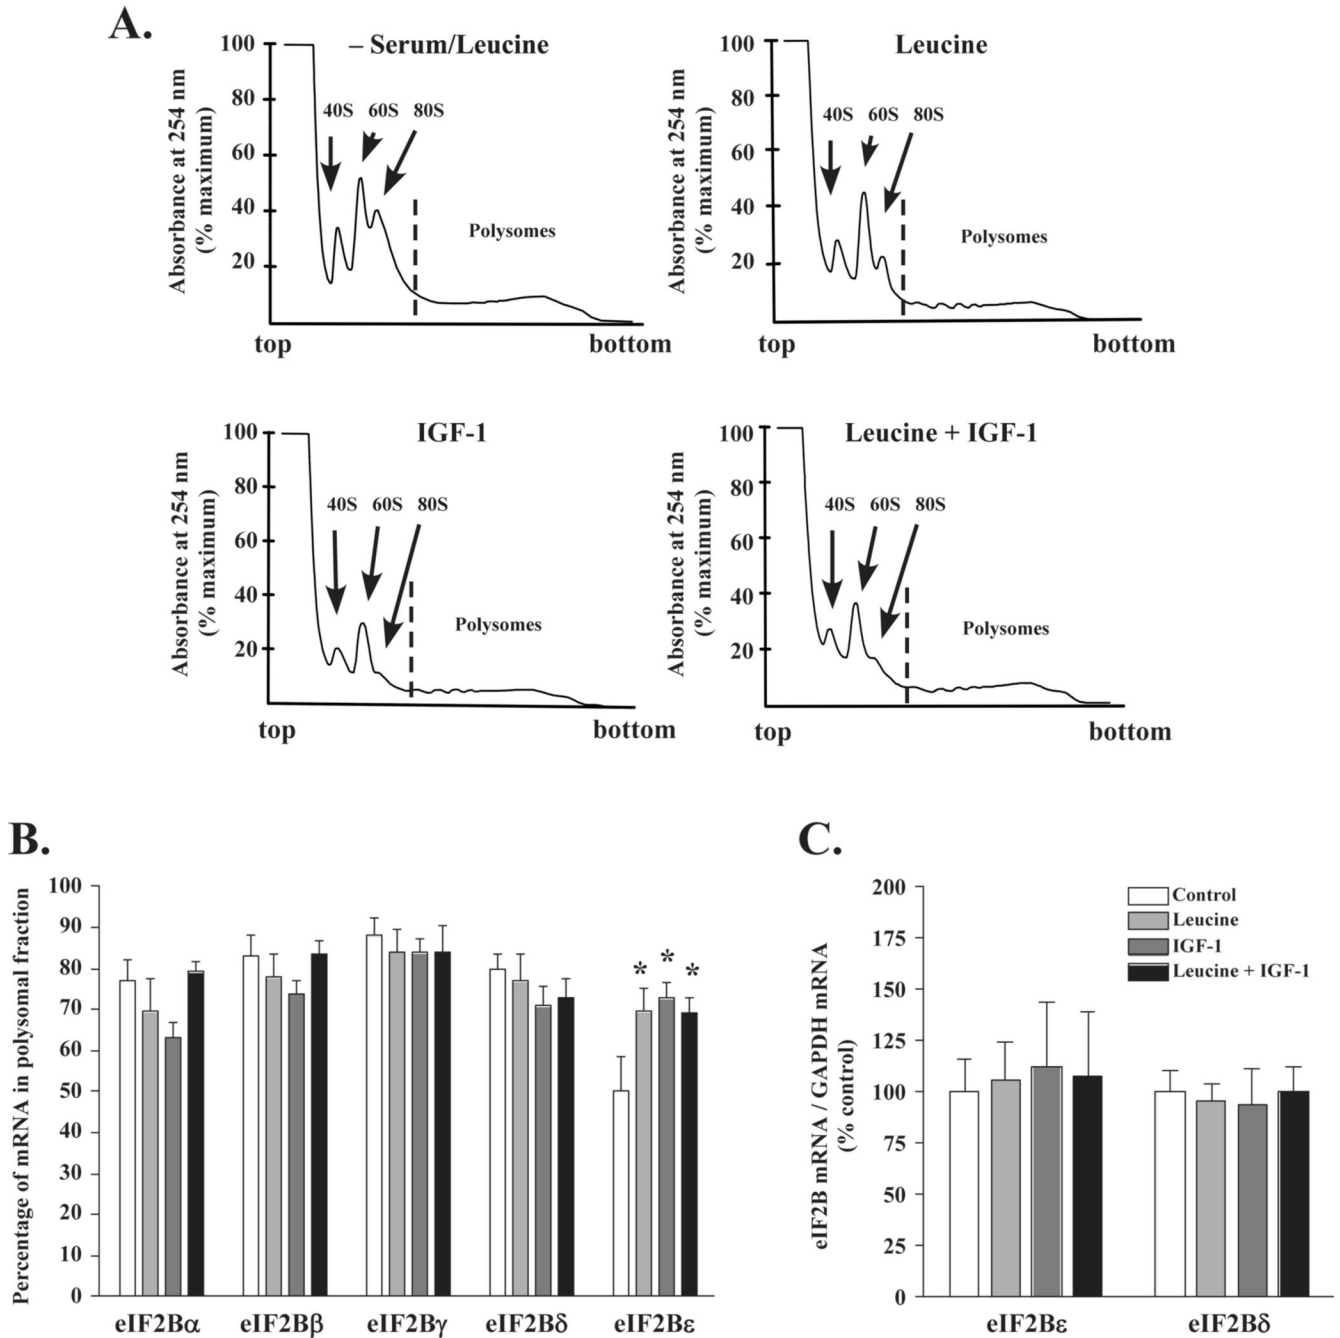 A.
– Serum/Leucine
Absorbance at 254 nm
(% maximum)
100
80
60
40
20
40S 60S 80S
Polysomes
top bottom
Leucine
Absorbance at 254 nm
(% maximum)
100
80
60
40
20
40S 60S 80S
Polysomes
top bottom
IGF-1
Absorbance at 254 nm
(% maximum)
100
80
60
40
20
40S 60S 80S
Polysomes
top bottom
Leucine + IGF-1
Absorbance at 254 nm
(% maximum)
100
80
60
40
20
40S 60S 80S
Polysomes
top bottom
B.
Percentage of mRNA in polysomal fraction
100
90
80
70
60
50
40
30
20
10
0
* * *
eIF2Bα eIF2Bβ eIF2Bγ eIF2Bδ eIF2Bε
C.
eIF2B mRNA / GAPDH mRNA
(% control)
200
175
150
125
100
75
50
25
0
Control
Leucine
IGF-1
Leucine + IGF-1
eIF2Bε eIF2Bδ